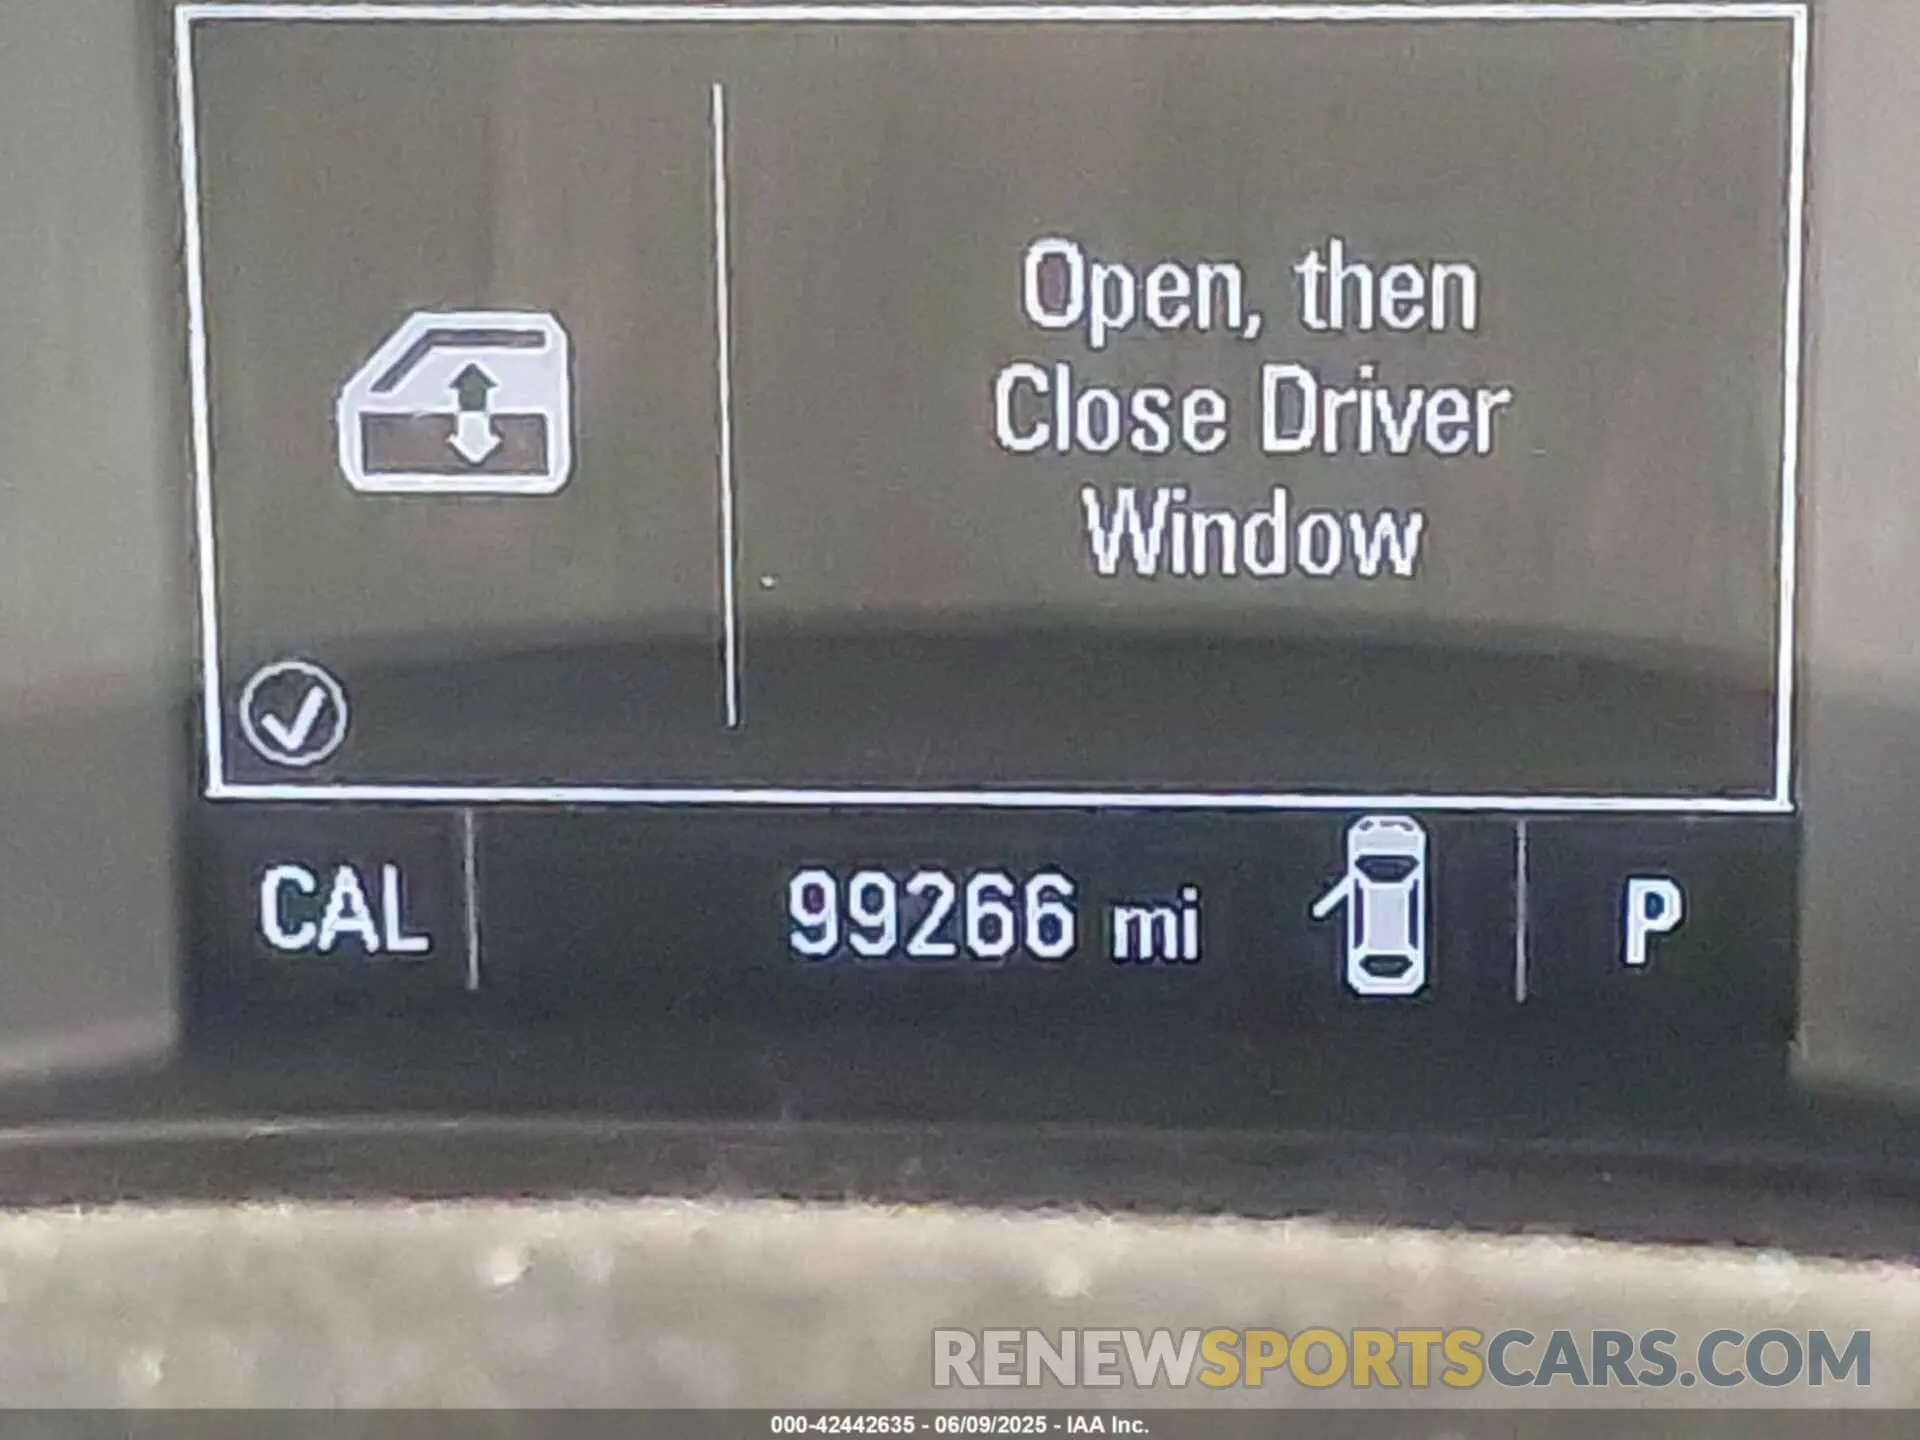 Open, then
Close Driver
Window
CAL
99266 mi
P
RENEWSPORTSCARS.COM
000-42442635 - 06/09/2025 - IAA Inc.